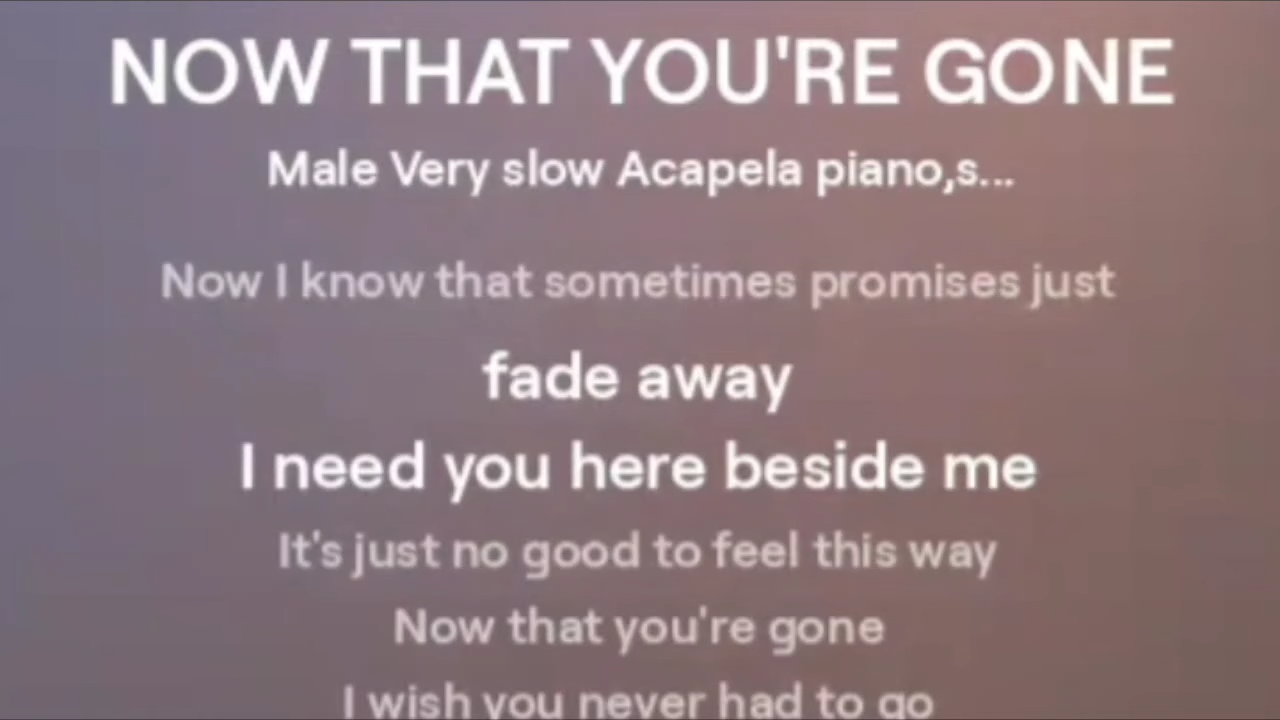 NOW THAT YOU'RE GONE
Male Very slow Acapela piano,s...
Now I know that sometimes promises just
fade away
I need you here beside me
It's just no good to feel this way
Now that you're gone
I wish you never had to go